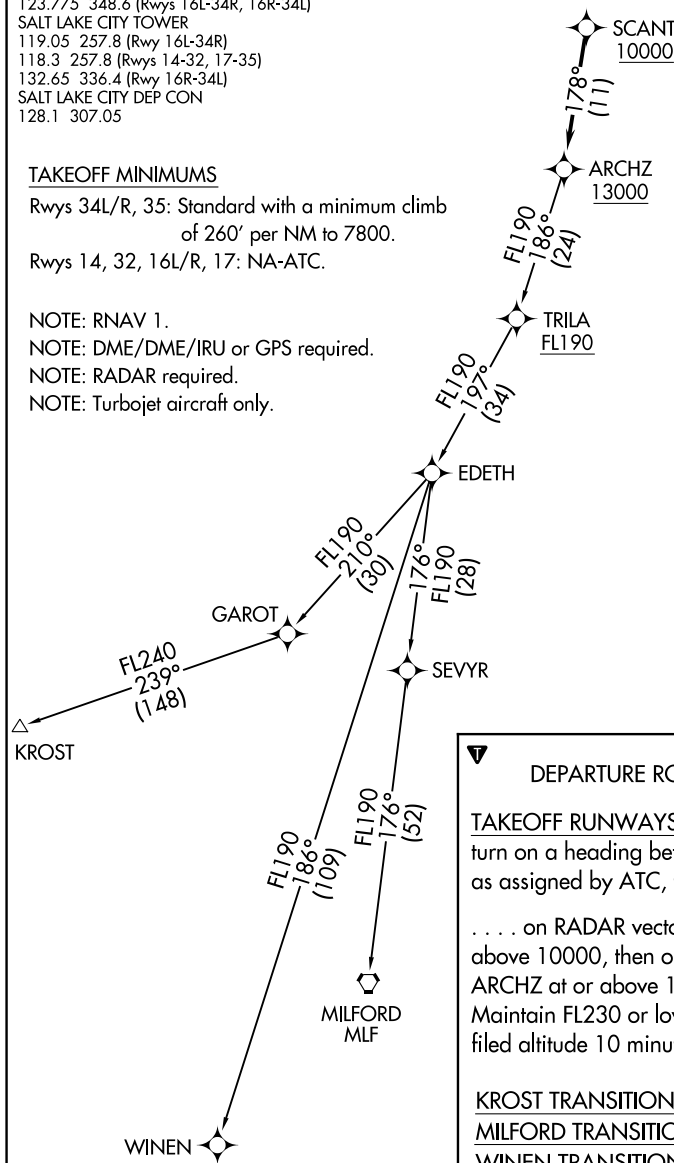 123.775 348.6 (Rwys 16L-34R, 16R-34L)
SALT LAKE CITY TOWER
119.05 257.8 (Rwy 16L-34R)
118.3 257.8 (Rwys 14-32, 17-35)
132.65 336.4 (Rwy 16R-34L)
SALT LAKE CITY DEP CON
128.1 307.05
TAKEOFF MINIMUMS
Rwys 34L/R, 35: Standard with a minimum climb
of 260' per NM to 7800.
Rwys 14, 32, 16L/R, 17: NA-ATC.
NOTE: RNAV 1.
NOTE: DME/DME/IRU or GPS required.
NOTE: RADAR required.
NOTE: Turbojet aircraft only.
SCANT
10000
178°
(11)
ARCHZ
13000
FL190
186°
(24)
TRILA
FL190
FL190
197°
(34)
EDETH
FL190
210°
(30)
176°
FL190
(28)
GAROT
FL240
239°
(148)
KROST
SEVYR
FL190
186°
(109)
FL190
176°
(52)
MILFORD
MLF
WINEN
T
DEPARTURE RO
TAKEOFF RUNWAYS
turn on a heading be
as assigned by ATC,
. . . . on RADAR vecto
above 10000, then o
ARCHZ at or above 1
Maintain FL230 or lo
filed altitude 10 minu
KROST TRANSITION
MILFORD TRANSITIO
WINEN TRANSITION